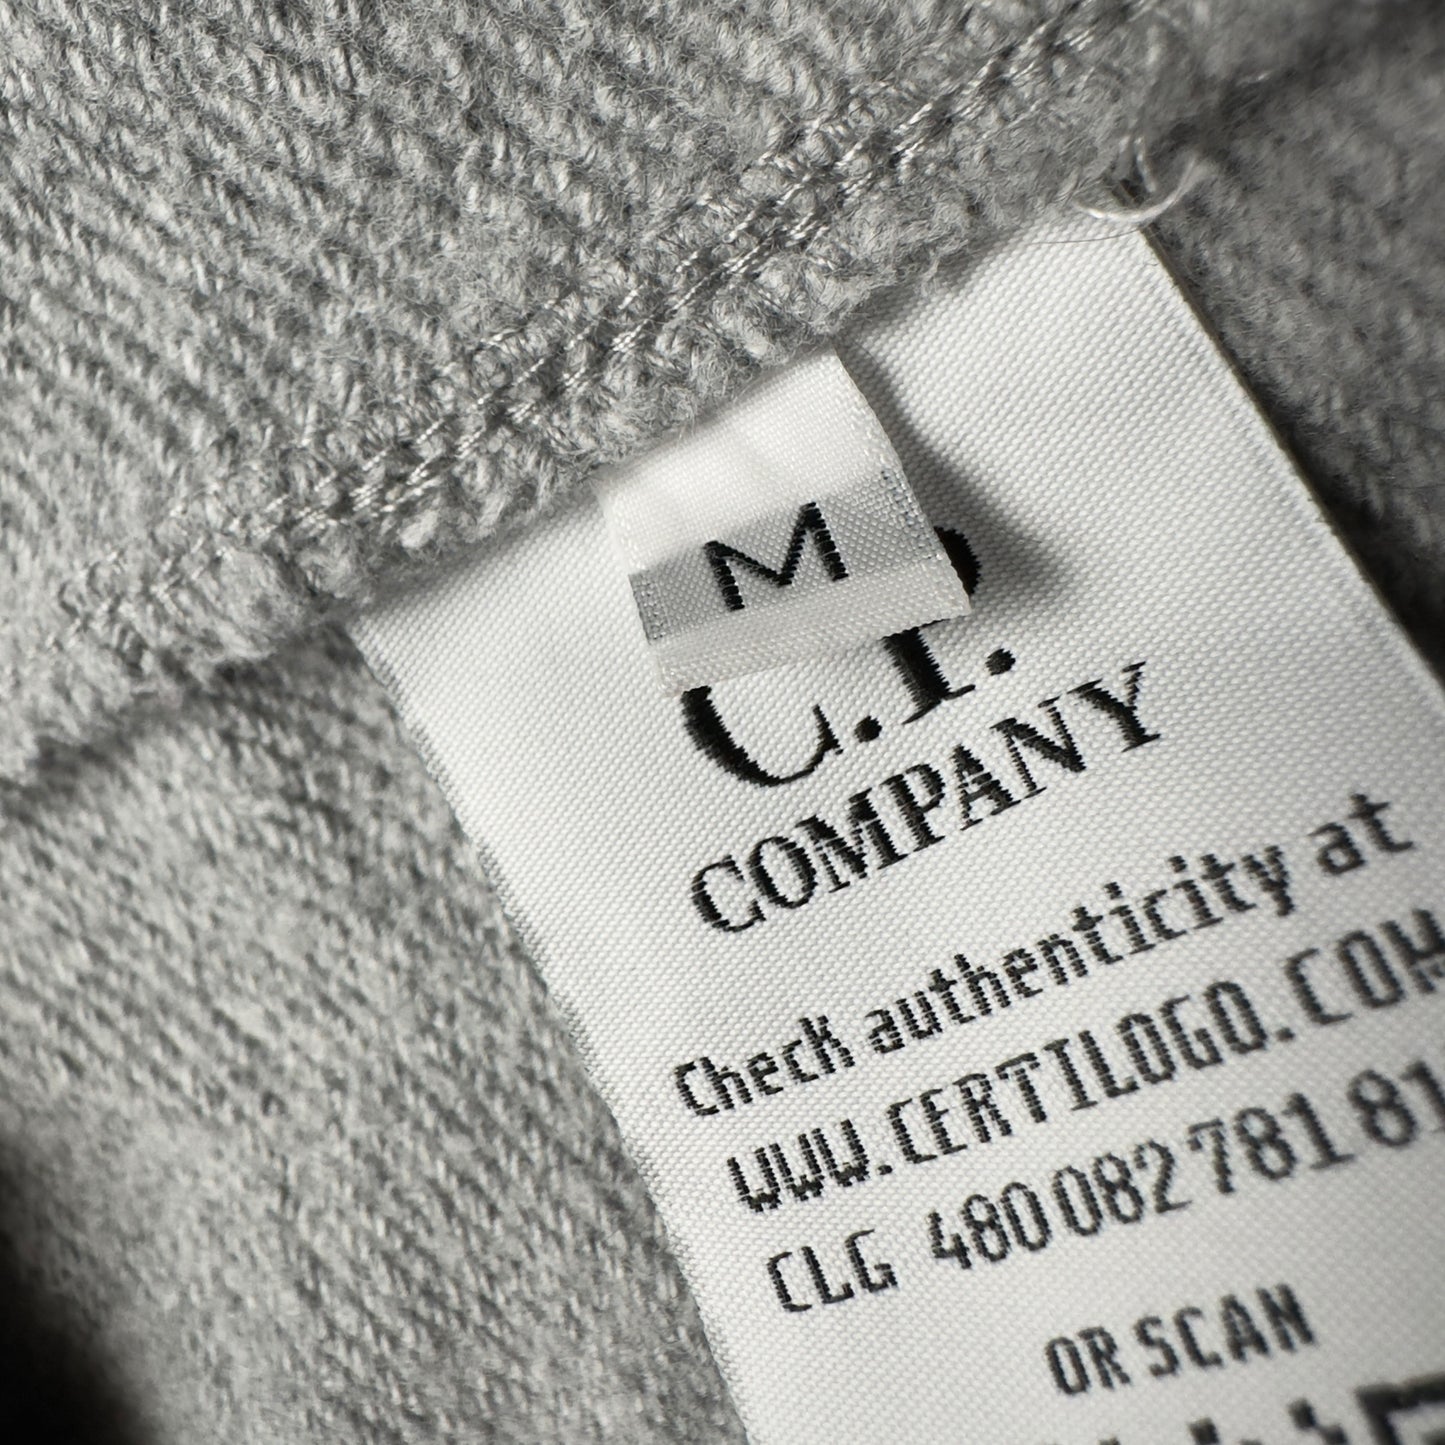 M
C.P.
COMPANY
Check authenticity at
WWW.CERTILOGO.COM
CLG 480 082 781 81
OR SCAN